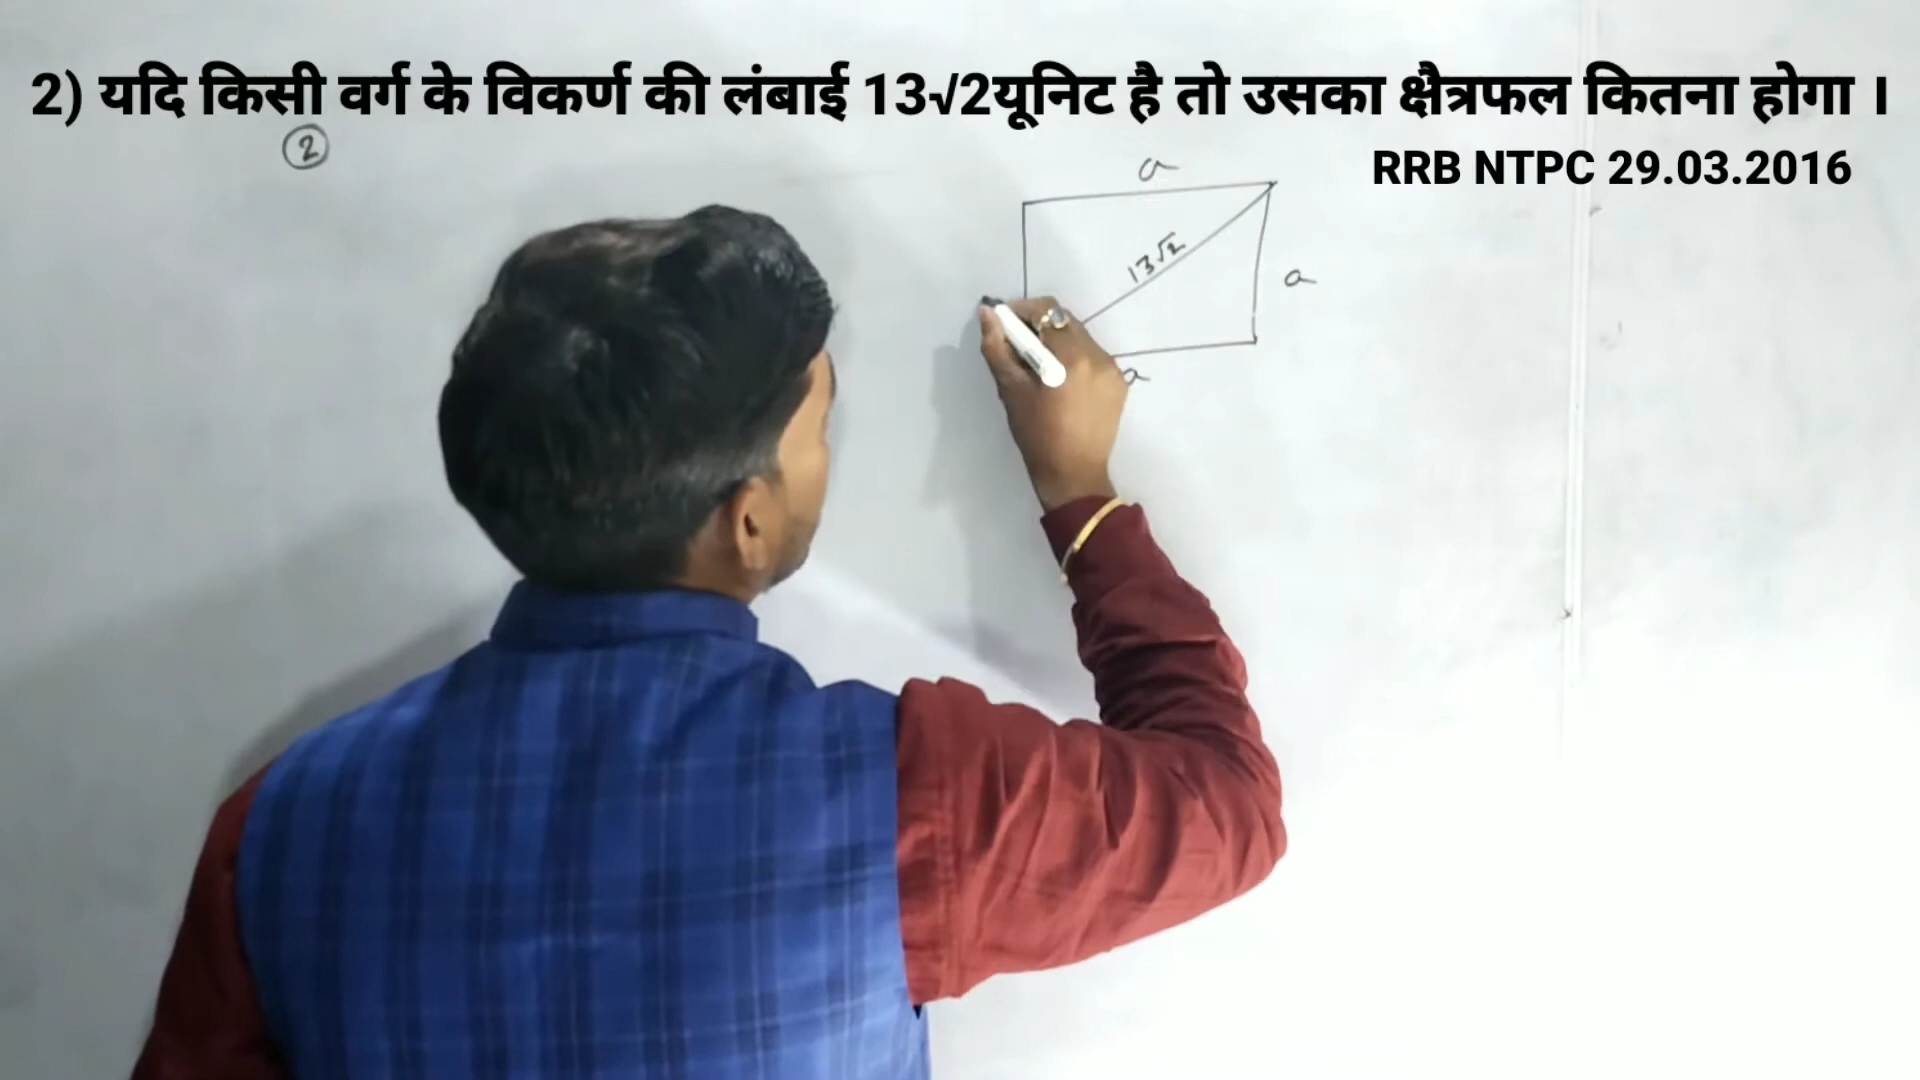 2) यदि किसी वर्ग के विकर्ण की लंबाई 13√2यूनिट है तो उसका क्षैत्रफल कितना होगा ।
RRB NTPC 29.03.2016
2
a
13√2
a
a